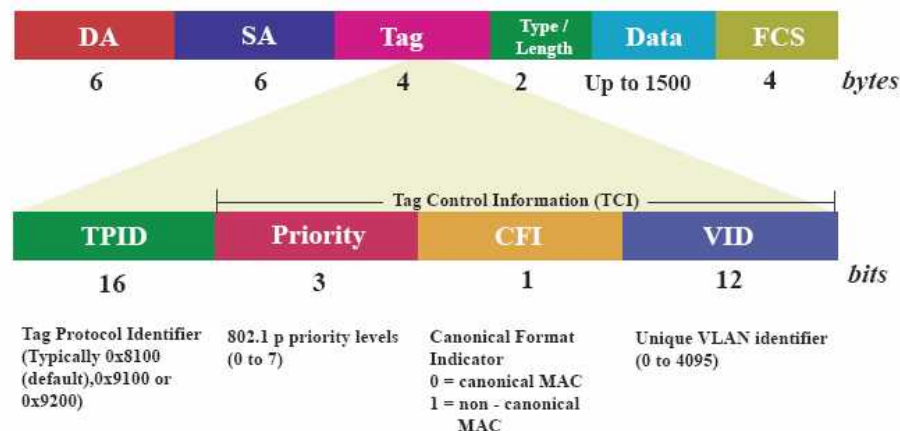 DA SA Tag Type / Length Data FCS
6 6 4 2 Up to 1500 4 bytes
Tag Control Information (TCI)
TPID Priority CFI VID
16 3 1 12 bits
Tag Protocol Identifier
(Typically 0x8100
(default),0x9100 or
0x9200)
802.1 p priority levels
(0 to 7)
Canonical Format
Indicator
0 = canonical MAC
1 = non - canonical
MAC
Unique VLAN identifier
(0 to 4095)